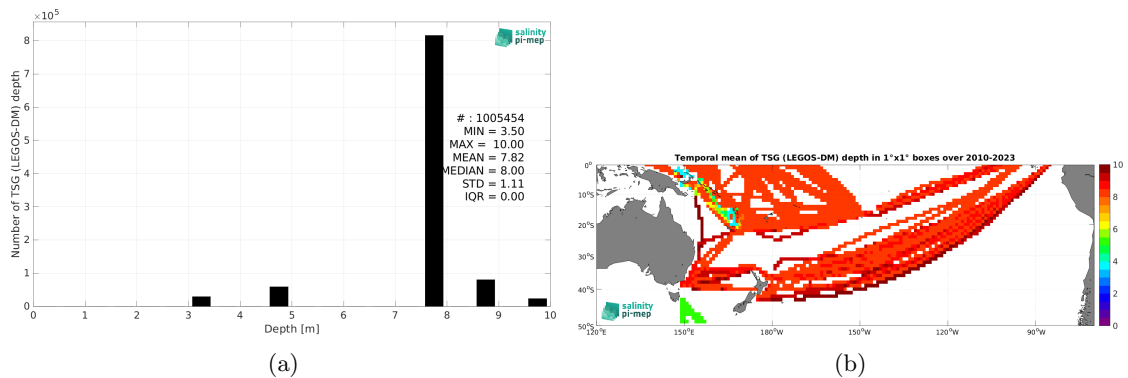 ×10⁵
8
7
6
5
4
3
2
1
0
Number of TSG (LEGOS-DM) depth
salinity
pi-mep
# : 1005454
MIN = 3.50
MAX = 10.00
MEAN = 7.82
MEDIAN = 8.00
STD = 1.11
IQR = 0.00
0 1 2 3 4 5 6 7 8 9 10
Depth [m]
(a)
Temporal mean of TSG (LEGOS-DM) depth in 1°x1° boxes over 2010-2023
0°
10°S
20°S
30°S
40°S
50°S
120°E 150°E 180°W 150°W 120°W 90°W
salinity
pi-mep
10
8
6
4
2
0
(b)